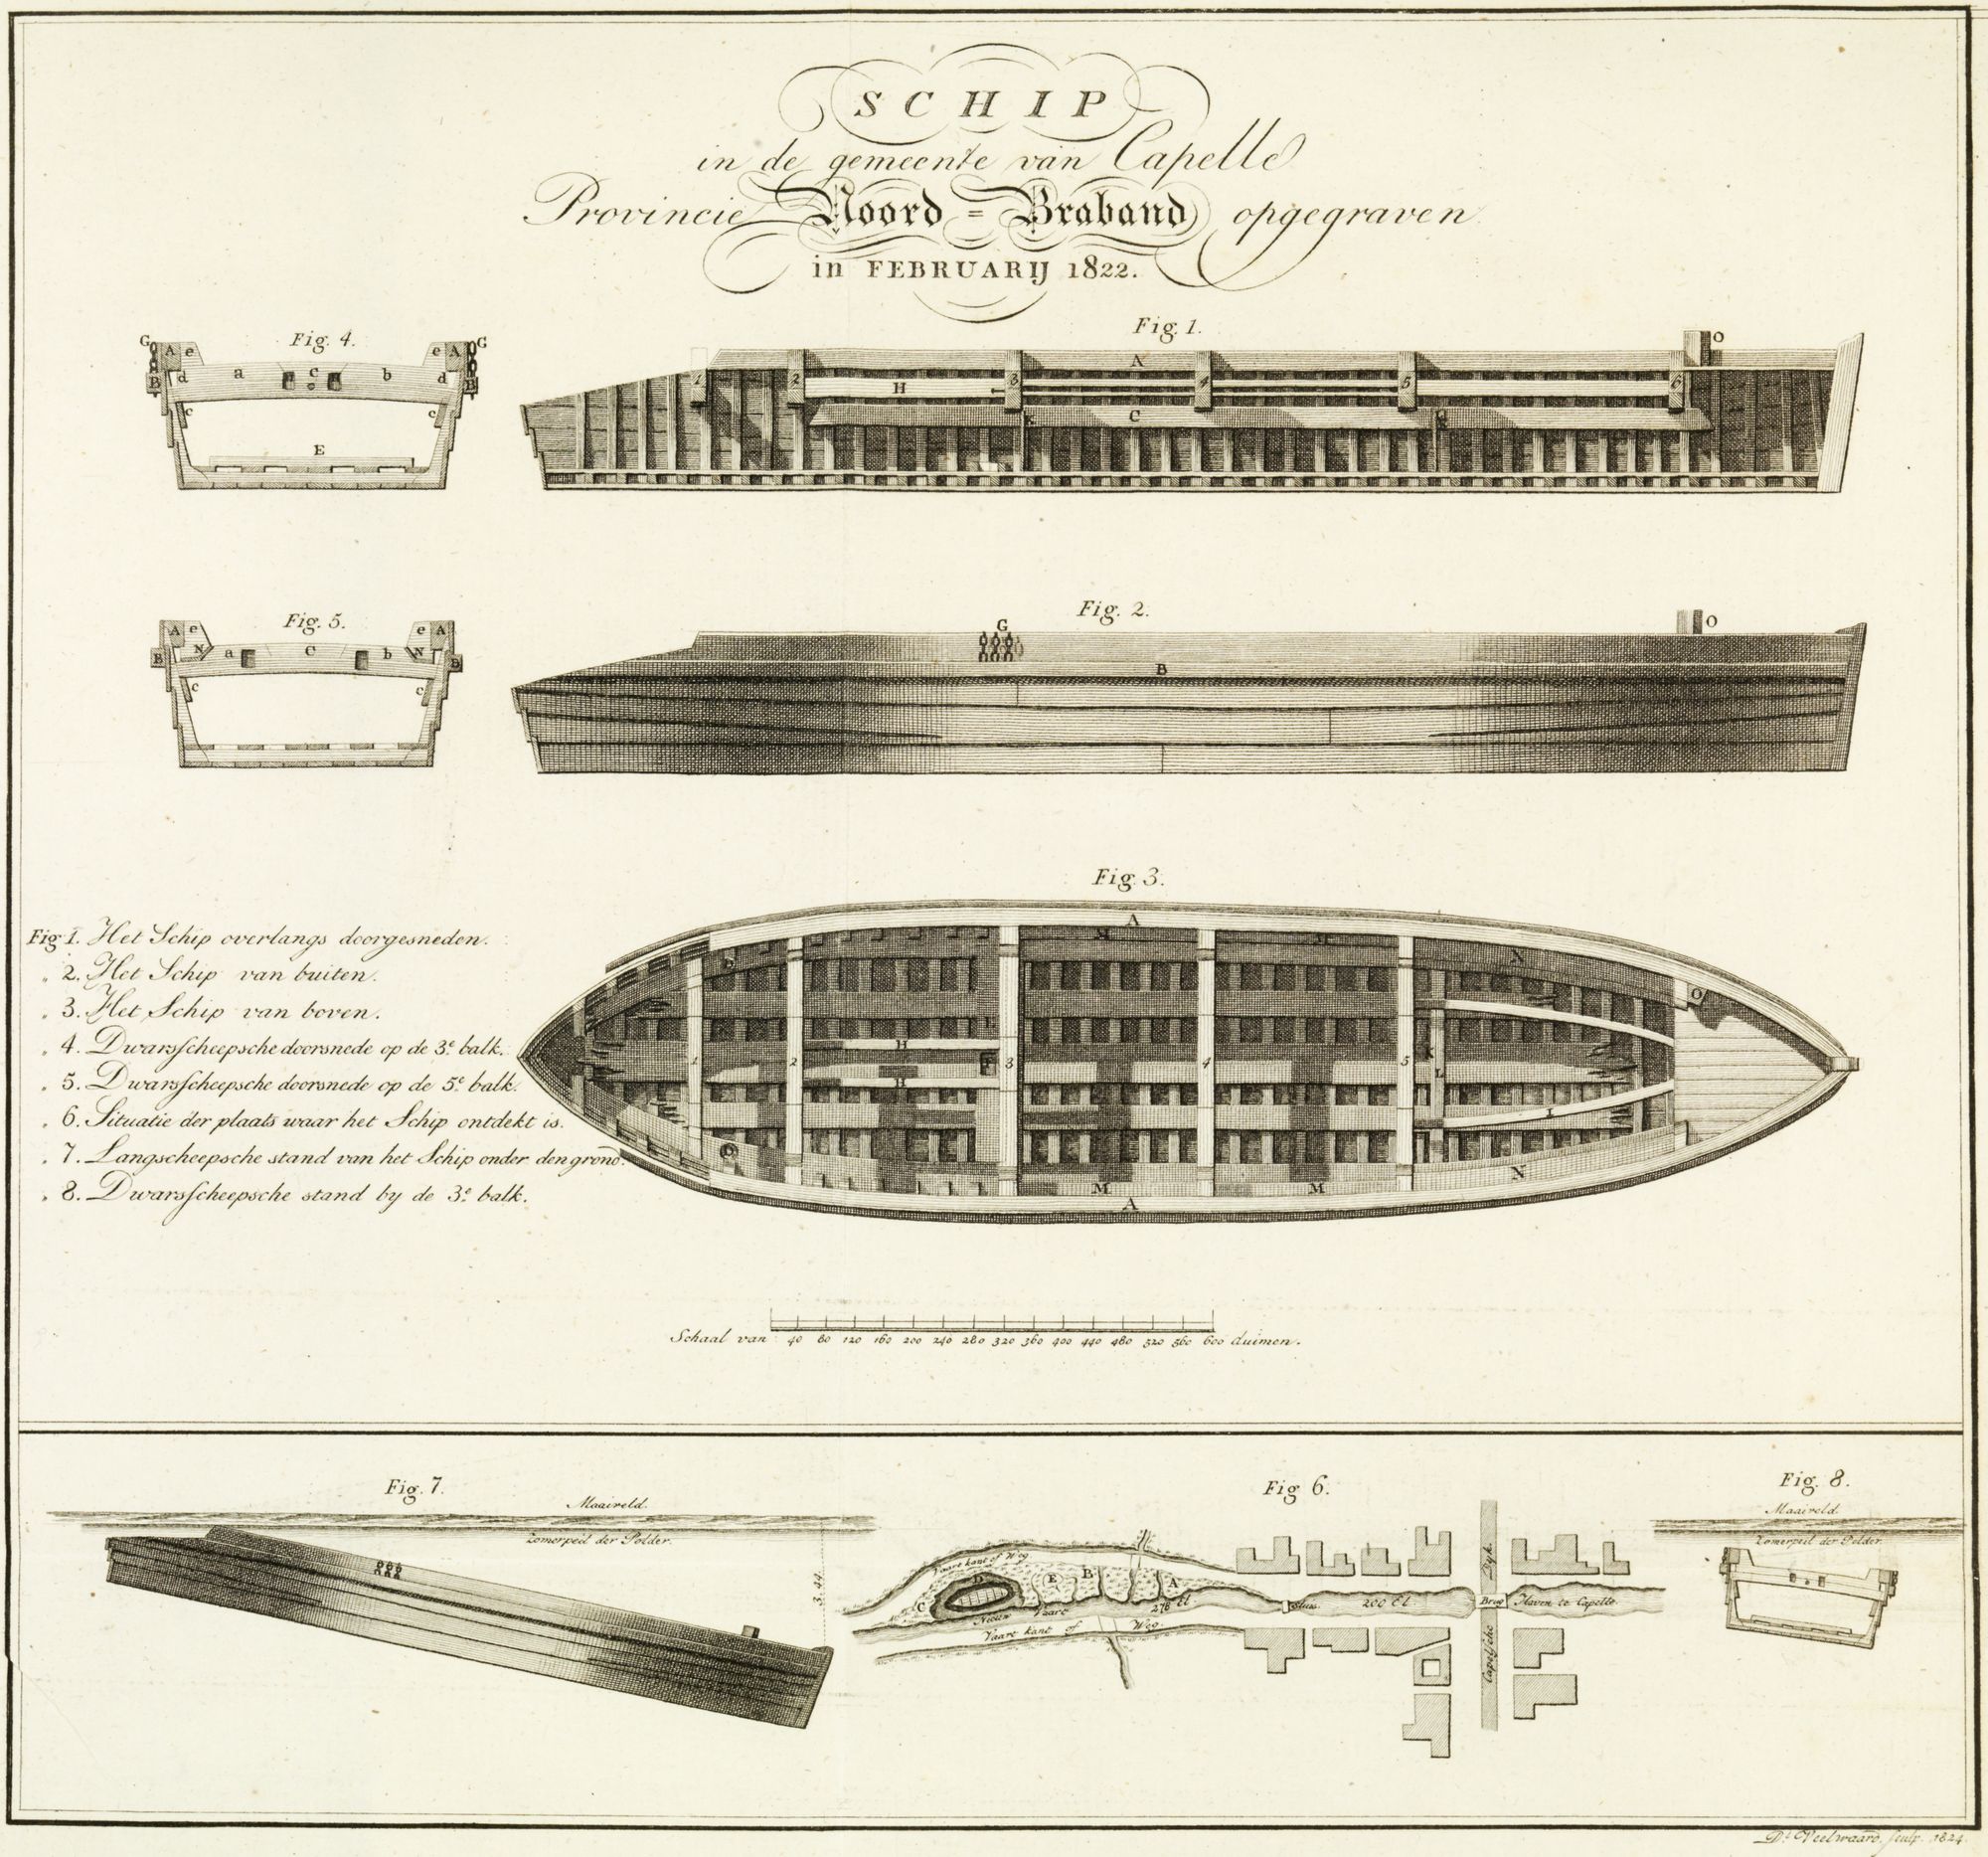 SCHIP
in de gemeente van Capelle
Provincie Noord=Braband opgegraven
in FEBRUARIJ 1822.
Fig. 4.
G A e e A G
B d a c b d B
c c
E
Fig. 1.
O
A
1 2 3 4 5 6
H
K C
Fig. 5.
A e e A
B N a C b N B
c c
Fig. 2.
G O
B
Fig. 3.
A
M M N
O
H
1 2 F 3 4 5 K
H L
I
M M N
A
Fig. 1. Het Schip overlangs doorgesneden.
„ 2. Het Schip van buiten.
„ 3. Het Schip van boven.
„ 4. Dwarsscheepsche doorsnede op de 3e balk.
„ 5. Dwarsscheepsche doorsnede op de 5e balk.
„ 6. Situatie der plaats waar het Schip ontdekt is.
„ 7. Langscheepsche stand van het Schip onder den grond.
„ 8. Dwarsscheepsche stand by de 3e balk.
Schaal van 40 80 120 160 200 240 280 320 360 400 440 480 520 560 600 duimen.
Fig. 7.
Maaiveld.
Zomerpeil der Polder.
3.44
Fig 6.
Vaart kant of Weg
D E B A
C
Nieuwe Vaart
276 El
Vaart kant of Weg.
Sluis.
200 El
Brug
Haven te Capelle.
Capelsche Dyk.
Fig. 8.
Maaiveld.
Zomerpeil der Polder.
D. Veelwaard, sculp. 1824